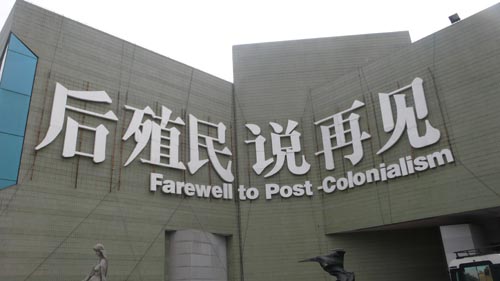 后殖民说再见
Farewell to Post-Colonialism